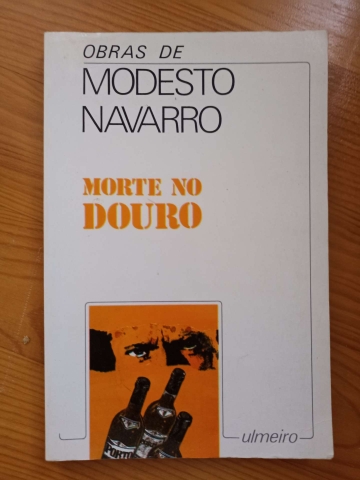 OBRAS DE
MODESTO
NAVARRO
MORTE NO
DOURO
ulmeiro